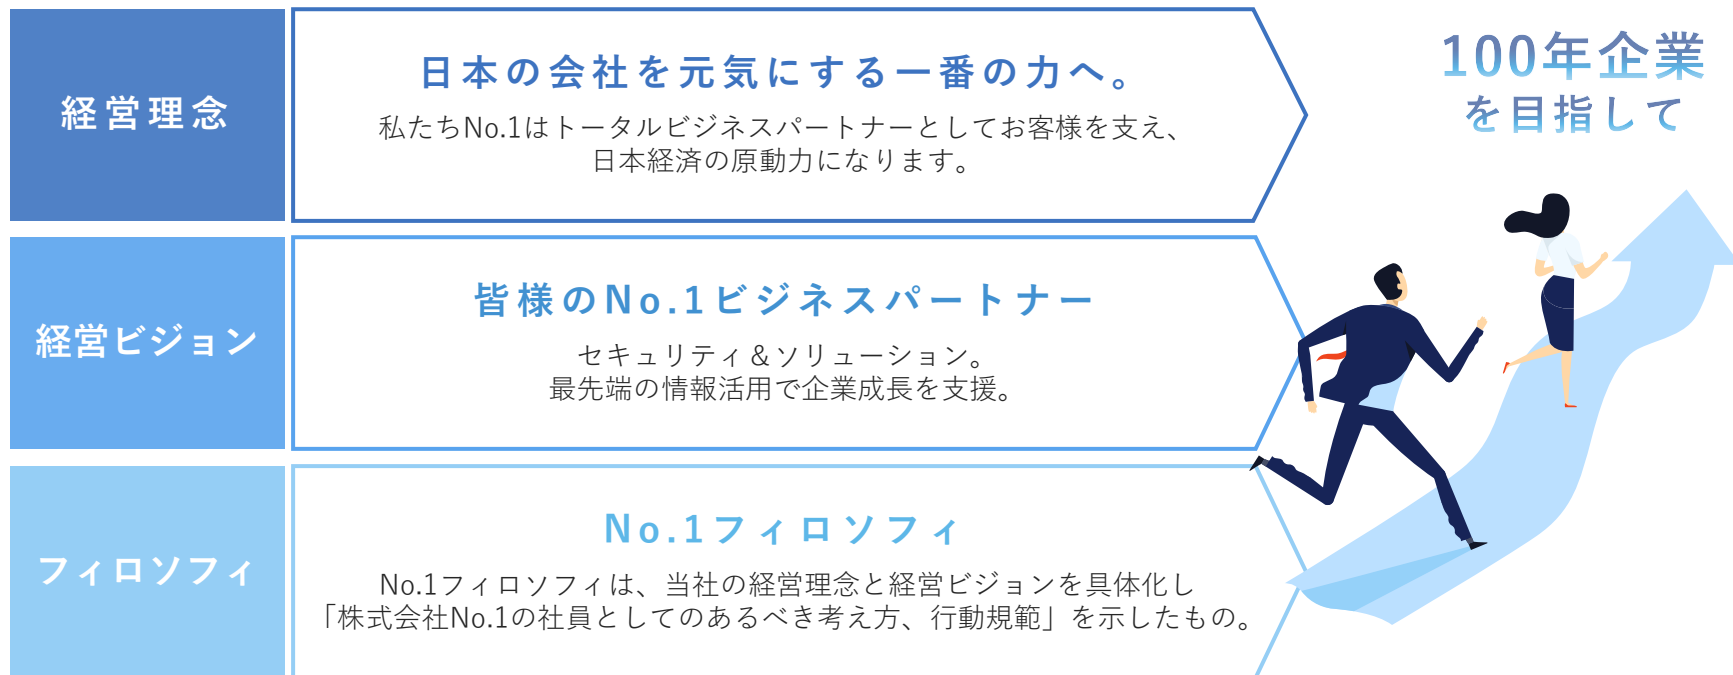 経営理念
日本の会社を元気にする一番の力へ。
私たちNo.1はトータルビジネスパートナーとしてお客様を支え、
日本経済の原動力になります。
100年企業
を目指して
経営ビジョン
皆様のNo.1ビジネスパートナー
セキュリティ&ソリューション。
最先端の情報活用で企業成長を支援。
フィロソフィ
No.1フィロソフィ
No.1フィロソフィは、当社の経営理念と経営ビジョンを具体化し
「株式会社No.1の社員としてのあるべき考え方、行動規範」を示したもの。